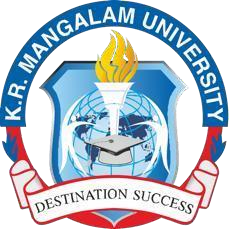 K.R. MANGALAM UNIVERSITY
DESTINATION SUCCESS